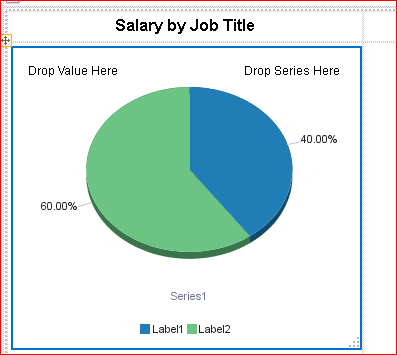 Salary by Job Title
Drop Value Here Drop Series Here
40.00%
60.00%
Series1
Label1 Label2